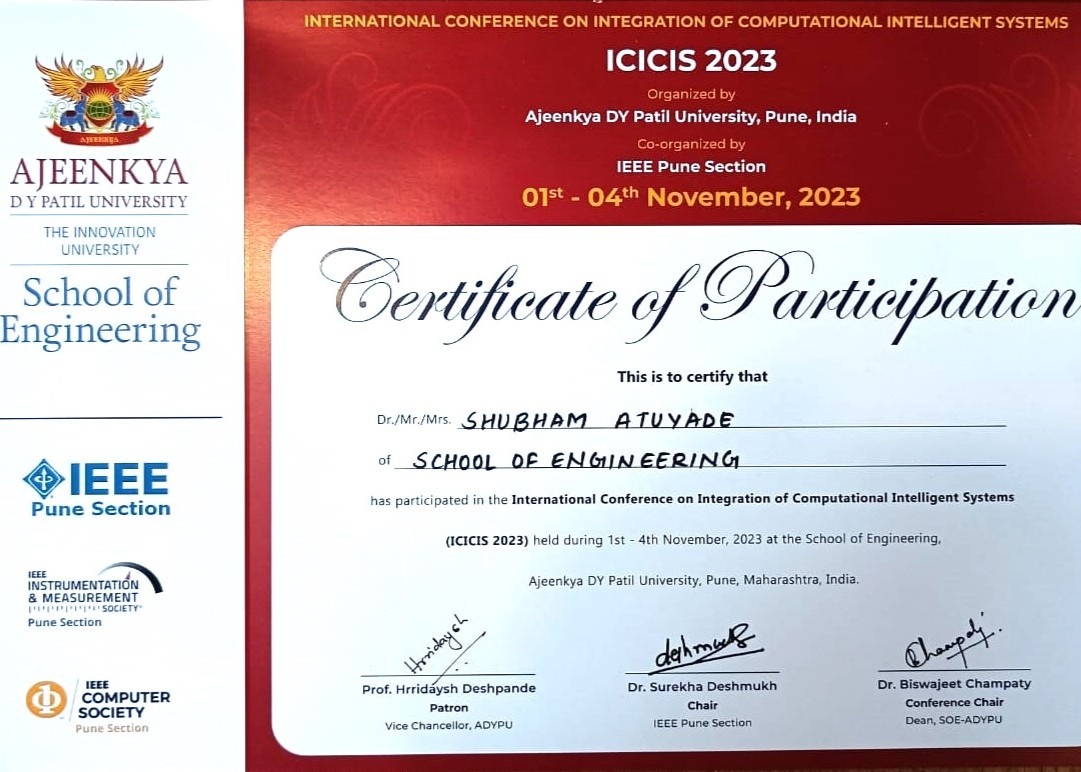 INTERNATIONAL CONFERENCE ON INTEGRATION OF COMPUTATIONAL INTELLIGENT SYSTEMS
ICICIS 2023
Organized by
Ajeenkya DY Patil University, Pune, India
Co-organized by
IEEE Pune Section
01st - 04th November, 2023
AJEENKYA
AJEENKYA
D Y PATIL UNIVERSITY
THE INNOVATION
UNIVERSITY
School of
Engineering
IEEE
Pune Section
IEEE
INSTRUMENTATION
& MEASUREMENT
SOCIETY
Pune Section
IEEE
COMPUTER
SOCIETY
Pune Section
Certificate of Participation
This is to certify that
Dr./Mr./Mrs. SHUBHAM ATUYADE
of SCHOOL OF ENGINEERING
has participated in the International Conference on Integration of Computational Intelligent Systems
(ICICIS 2023) held during 1st - 4th November, 2023 at the School of Engineering,
Ajeenkya DY Patil University, Pune, Maharashtra, India.
Hrridaysh
Prof. Hrridaysh Deshpande
Patron
Vice Chancellor, ADYPU
Dr. Surekha Deshmukh
Chair
IEEE Pune Section
Dr. Biswajeet Champaty
Conference Chair
Dean, SOE-ADYPU